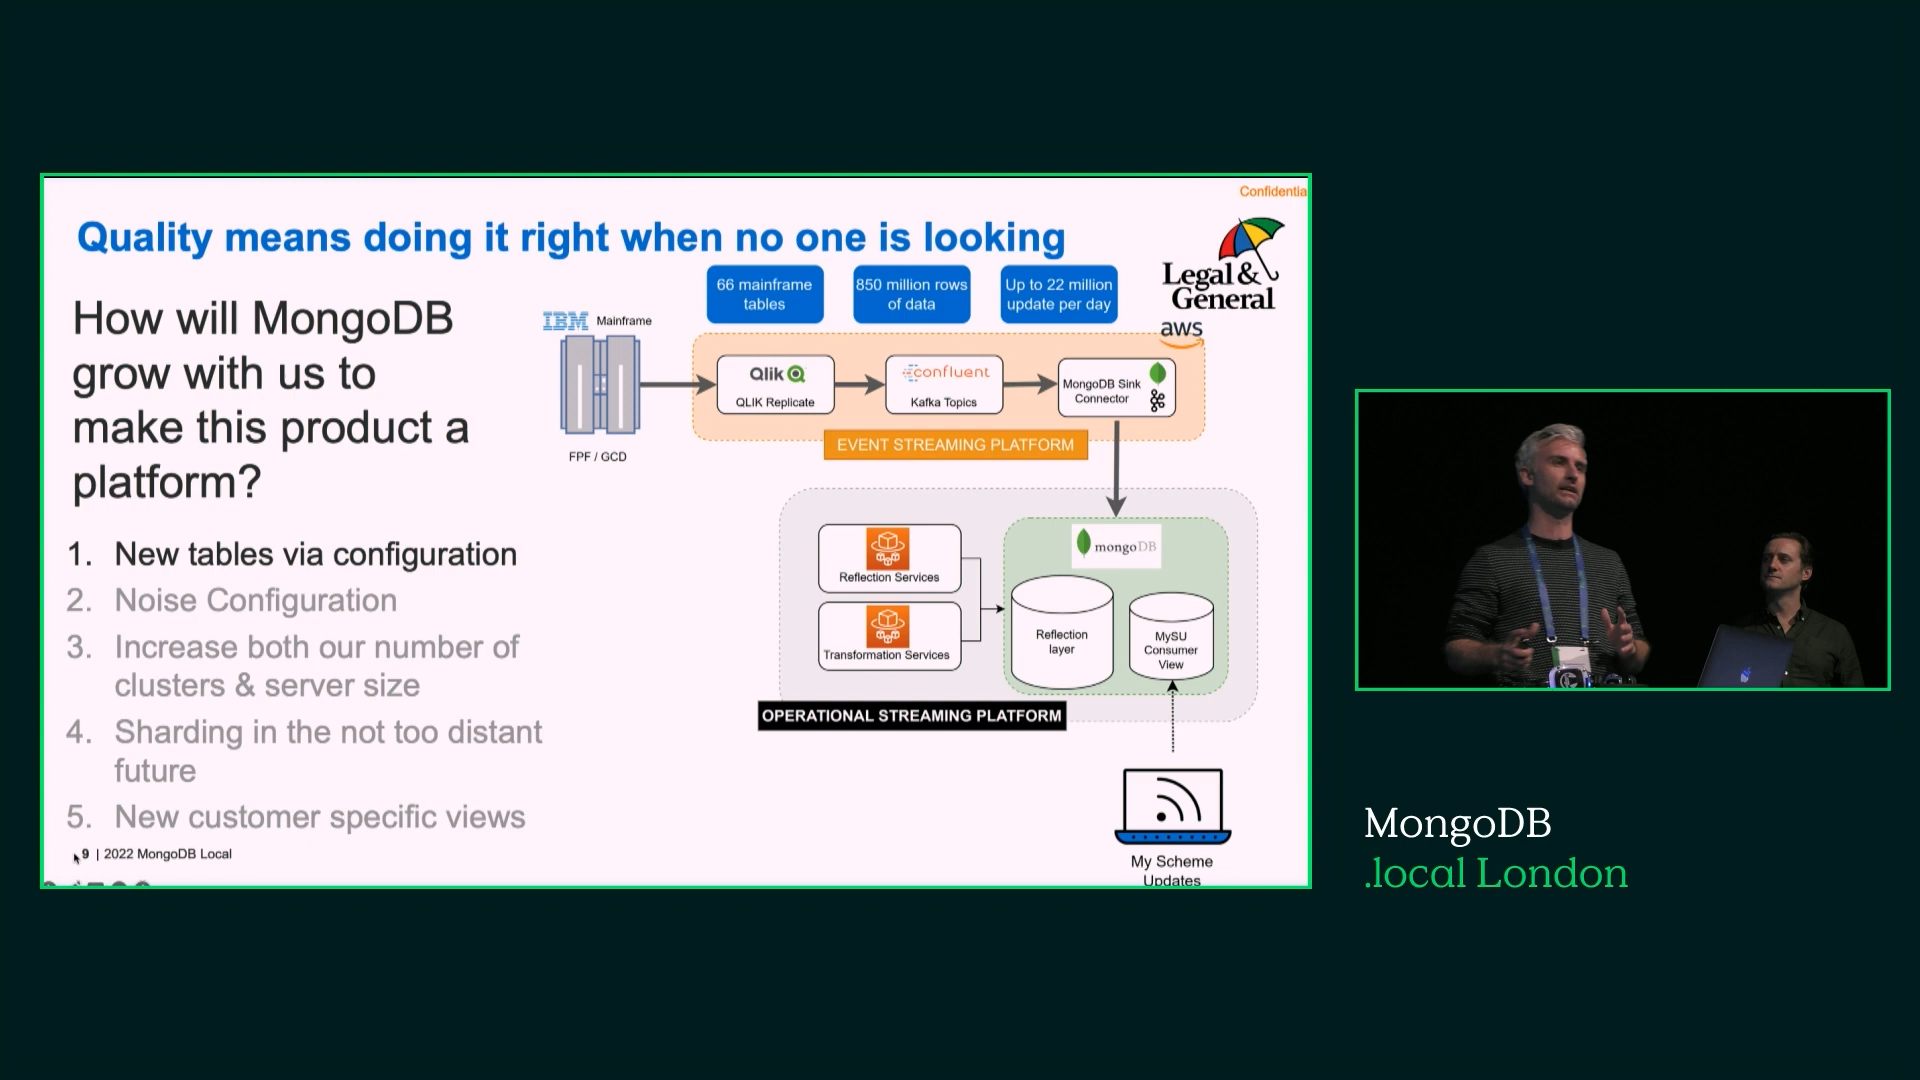 Confidentia
Quality means doing it right when no one is looking
Legal &
General
aws
How will MongoDB
grow with us to
make this product a
platform?
1. New tables via configuration
2. Noise Configuration
3. Increase both our number of
clusters & server size
4. Sharding in the not too distant
future
5. New customer specific views
9 | 2022 MongoDB Local
66 mainframe
tables
850 million rows
of data
Up to 22 million
update per day
IBM Mainframe
FPF / GCD
Qlik
QLIK Replicate
confluent
Kafka Topics
MongoDB Sink
Connector
EVENT STREAMING PLATFORM
Reflection Services
Transformation Services
mongoDB
Reflection
layer
MySU
Consumer
View
OPERATIONAL STREAMING PLATFORM
My Scheme
Updates
MongoDB
.local London